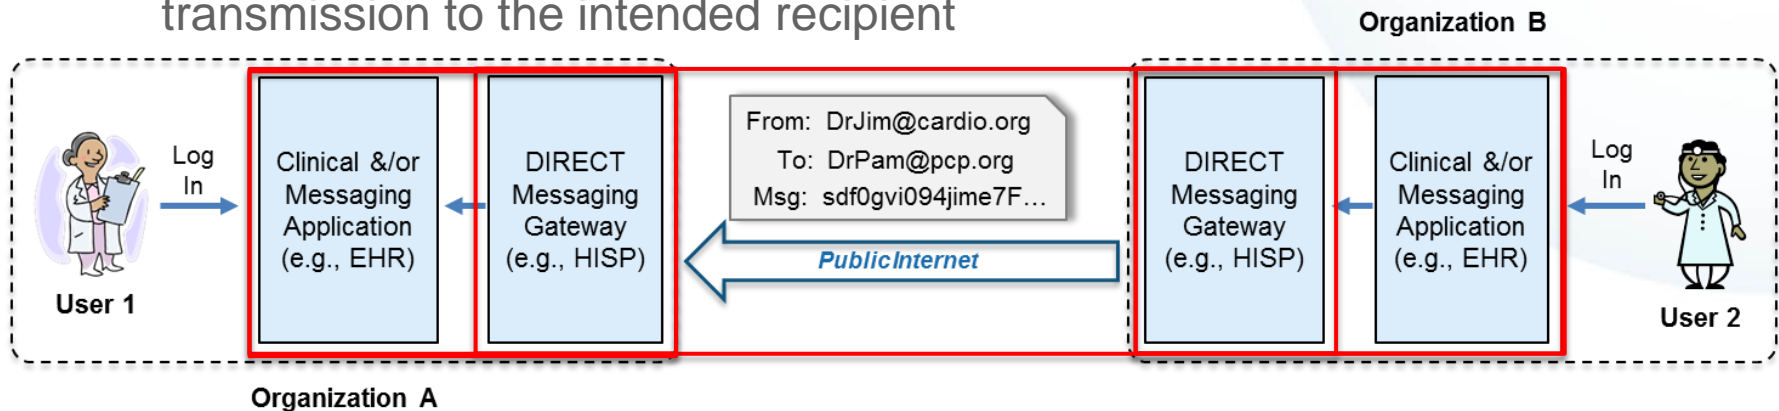 transmission to the intended recipient
Organization B
Log
In
User 1
Clinical &/or
Messaging
Application
(e.g., EHR)
DIRECT
Messaging
Gateway
(e.g., HISP)
From: DrJim@cardio.org
To: DrPam@pcp.org
Msg: sdf0gvi094jime7F…
PublicInternet
DIRECT
Messaging
Gateway
(e.g., HISP)
Clinical &/or
Messaging
Application
(e.g., EHR)
Log
In
User 2
Organization A